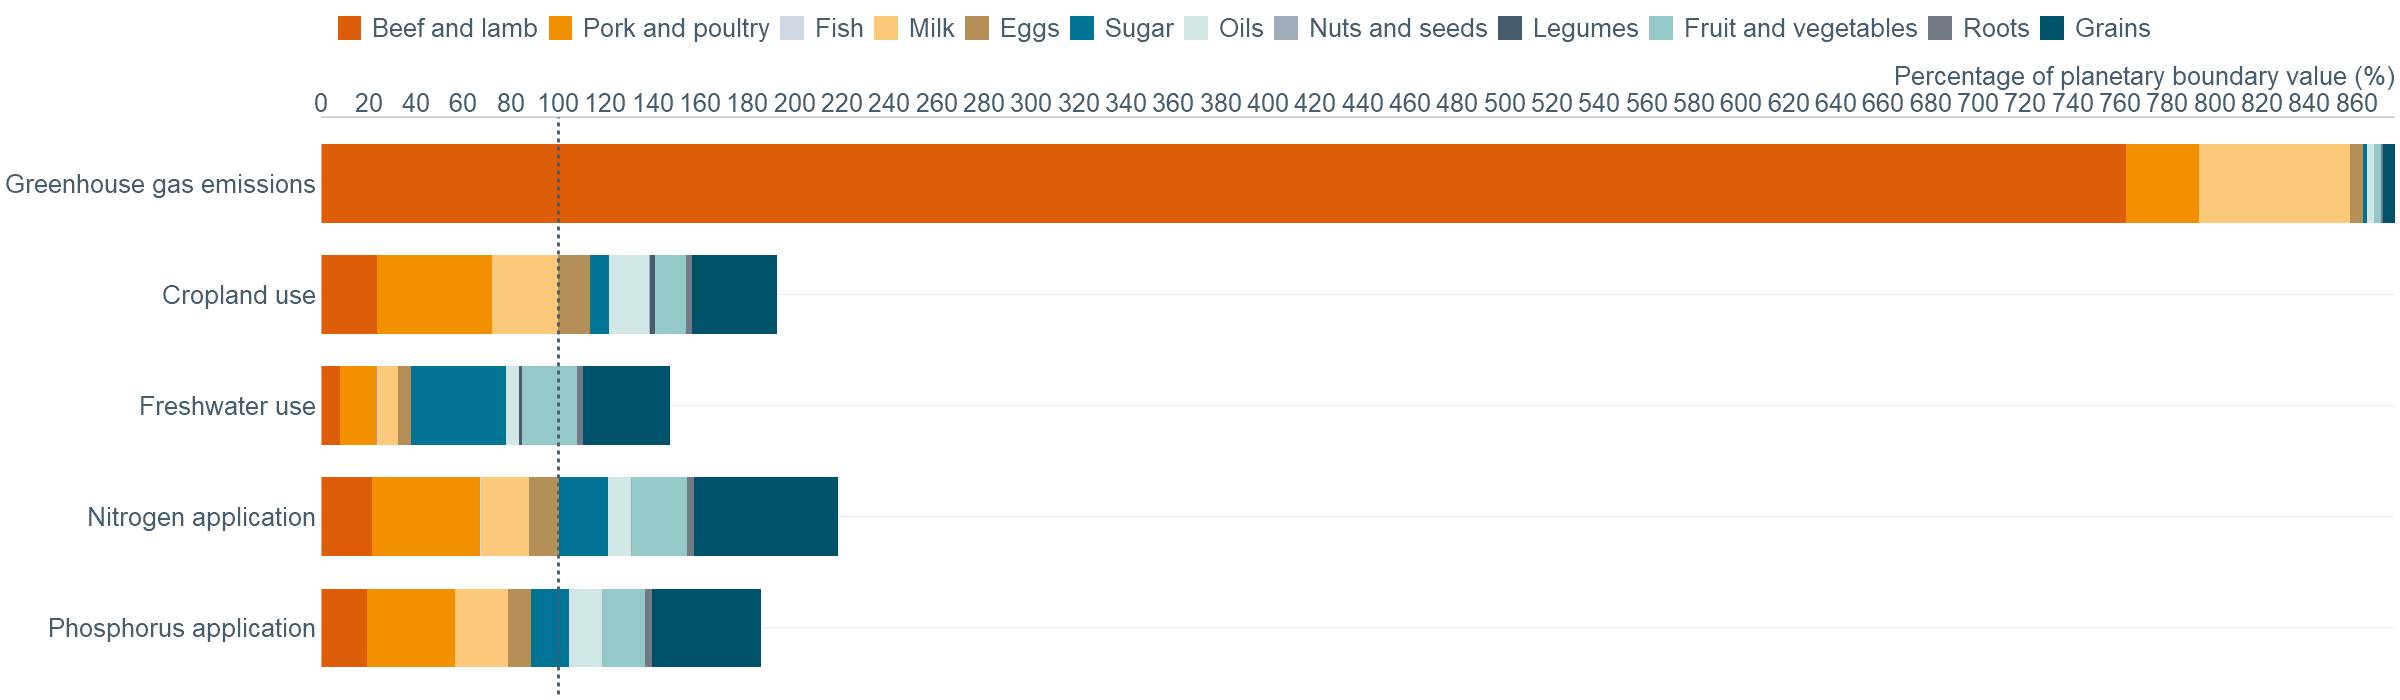 Beef and lamb Pork and poultry Fish Milk Eggs Sugar Oils Nuts and seeds Legumes Fruit and vegetables Roots Grains
Percentage of planetary boundary value (%)
0 20 40 60 80 100 120 140 160 180 200 220 240 260 280 300 320 340 360 380 400 420 440 460 480 500 520 540 560 580 600 620 640 660 680 700 720 740 760 780 800 820 840 860
Greenhouse gas emissions
Cropland use
Freshwater use
Nitrogen application
Phosphorus application